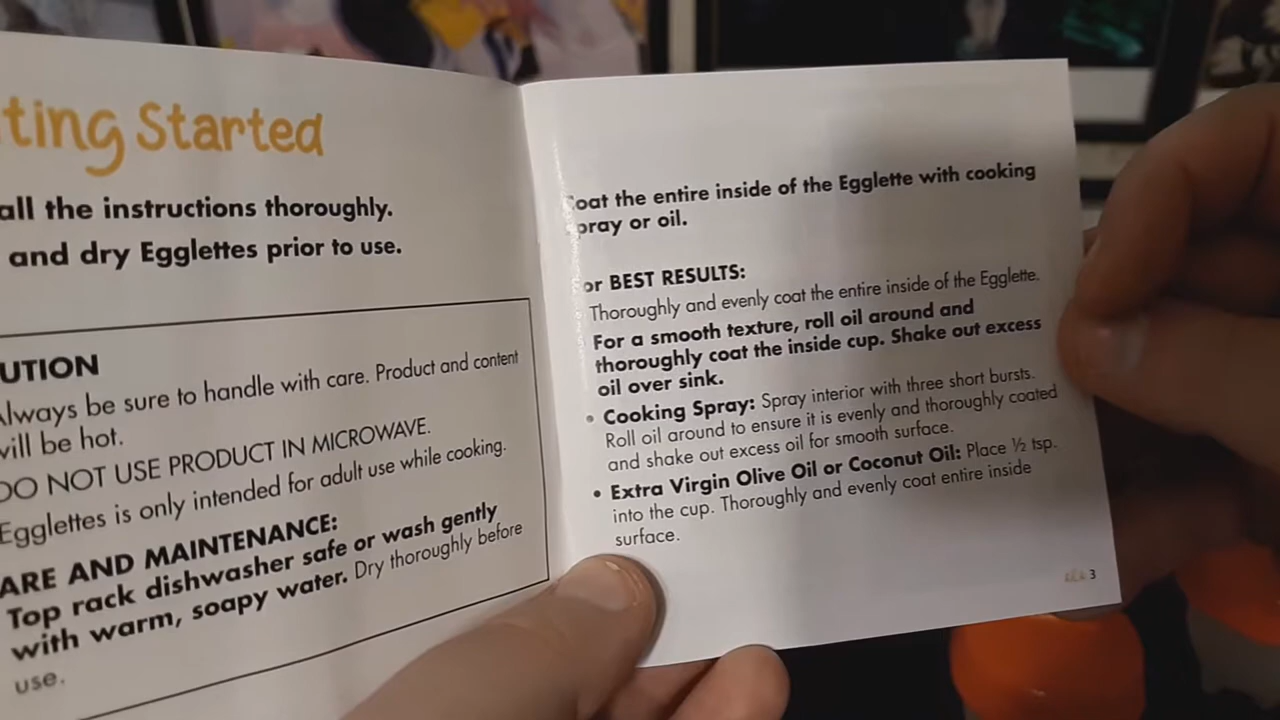 ting Started
all the instructions thoroughly.
and dry Egglettes prior to use.
UTION
Always be sure to handle with care. Product and content
will be hot.
DO NOT USE PRODUCT IN MICROWAVE.
Egglettes is only intended for adult use while cooking.
ARE AND MAINTENANCE:
Top rack dishwasher safe or wash gently
with warm, soapy water. Dry thoroughly before
use.
Coat the entire inside of the Egglette with cooking
spray or oil.
or BEST RESULTS:
Thoroughly and evenly coat the entire inside of the Egglette.
For a smooth texture, roll oil around and
thoroughly coat the inside cup. Shake out excess
oil over sink.
• Cooking Spray: Spray interior with three short bursts.
Roll oil around to ensure it is evenly and thoroughly coated
and shake out excess oil for smooth surface.
• Extra Virgin Olive Oil or Coconut Oil: Place ½ tsp.
into the cup. Thoroughly and evenly coat entire inside
surface.
3